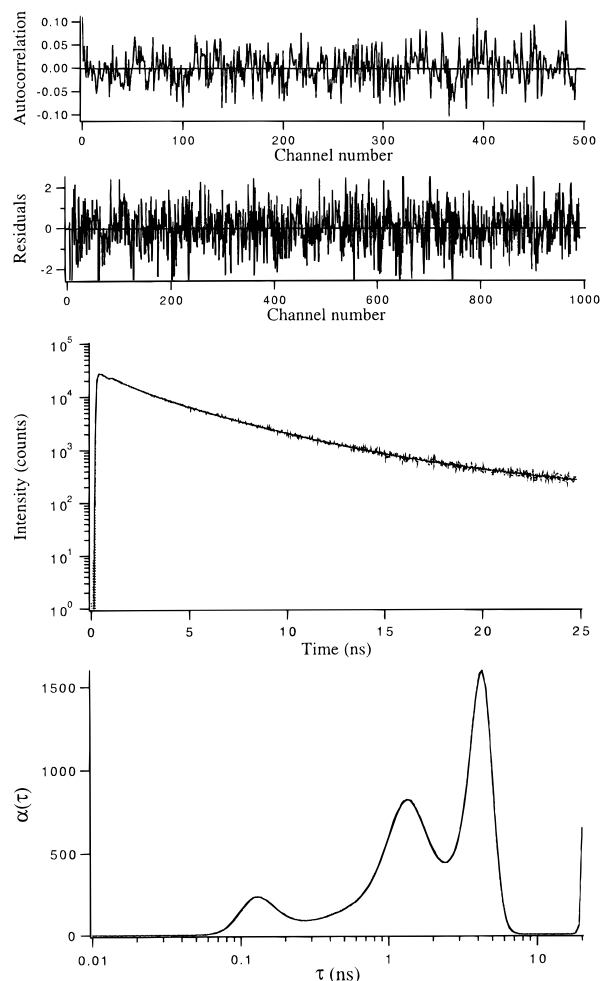 Autocorrelation
0.10
0.05
0.00
-0.05
-0.10
0 100 200 300 400 500
Channel number
Residuals
2
0
-2
0 200 400 600 800 1000
Channel number
Intensity (counts)
10^5
10^4
10^3
10^2
10^1
10^0
0 5 10 15 20 25
Time (ns)
α(τ)
1500
1000
500
0
0.01 0.1 1 10
τ (ns)